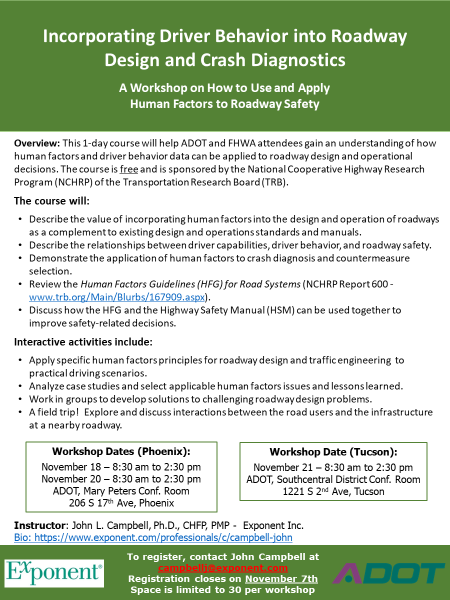 Incorporating Driver Behavior into Roadway
Design and Crash Diagnostics
A Workshop on How to Use and Apply
Human Factors to Roadway Safety
Overview: This 1-day course will help ADOT and FHWA attendees gain an understanding of how
human factors and driver behavior data can be applied to roadway design and operational
decisions. The course is free and is sponsored by the National Cooperative Highway Research
Program (NCHRP) of the Transportation Research Board (TRB).
The course will:
• Describe the value of incorporating human factors into the design and operation of roadways
as a complement to existing design and operations standards and manuals.
• Describe the relationships between driver capabilities, driver behavior, and roadway safety.
• Demonstrate the application of human factors to crash diagnosis and countermeasure
selection.
• Review the Human Factors Guidelines (HFG) for Road Systems (NCHRP Report 600 -
www.trb.org/Main/Blurbs/167909.aspx).
• Discuss how the HFG and the Highway Safety Manual (HSM) can be used together to
improve safety-related decisions.
Interactive activities include:
• Apply specific human factors principles for roadway design and traffic engineering to
practical driving scenarios.
• Analyze case studies and select applicable human factors issues and lessons learned.
• Work in groups to develop solutions to challenging roadway design problems.
• A field trip! Explore and discuss interactions between the road users and the infrastructure
at a nearby roadway.
Workshop Dates (Phoenix):
November 18 – 8:30 am to 2:30 pm
November 20 – 8:30 am to 2:30 pm
ADOT, Mary Peters Conf. Room
206 S 17th Ave, Phoenix
Workshop Date (Tucson):
November 21 – 8:30 am to 2:30 pm
ADOT, Southcentral District Conf. Room
1221 S 2nd Ave, Tucson
Instructor: John L. Campbell, Ph.D., CHFP, PMP - Exponent Inc.
Bio: https://www.exponent.com/professionals/c/campbell-john
Exponent®
To register, contact John Campbell at
campbellj@exponent.com
Registration closes on November 7th
Space is limited to 30 per workshop
ADOT